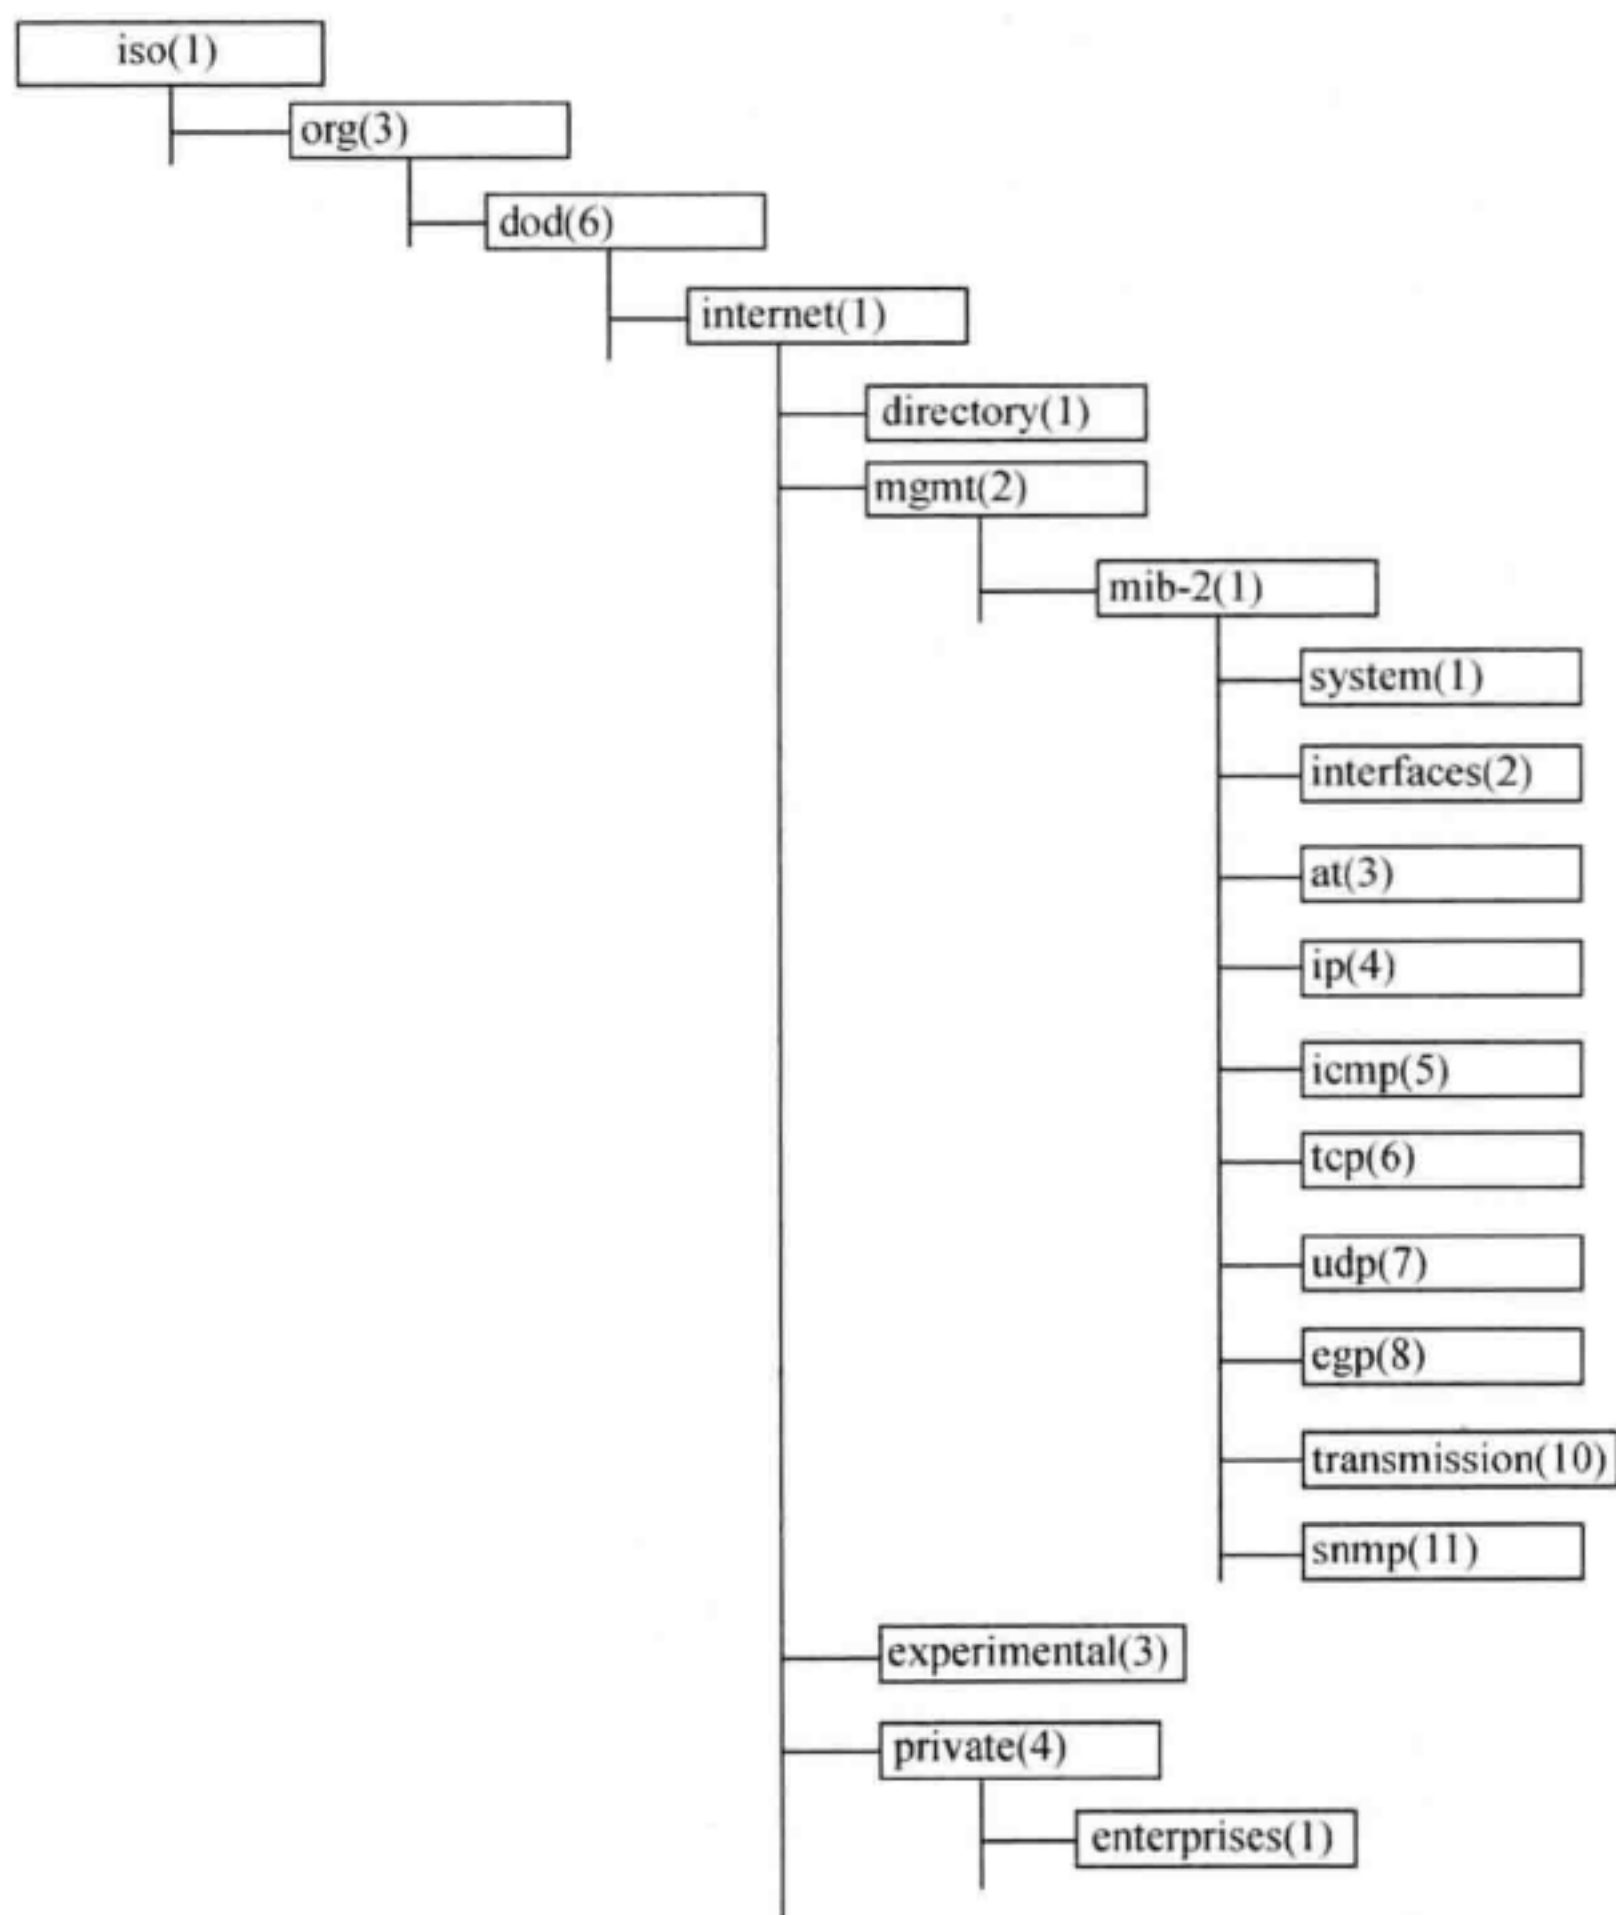 iso(1)
org(3)
dod(6)
internet(1)
directory(1)
mgmt(2)
mib-2(1)
system(1)
interfaces(2)
at(3)
ip(4)
icmp(5)
tcp(6)
udp(7)
egp(8)
transmission(10)
snmp(11)
experimental(3)
private(4)
enterprises(1)